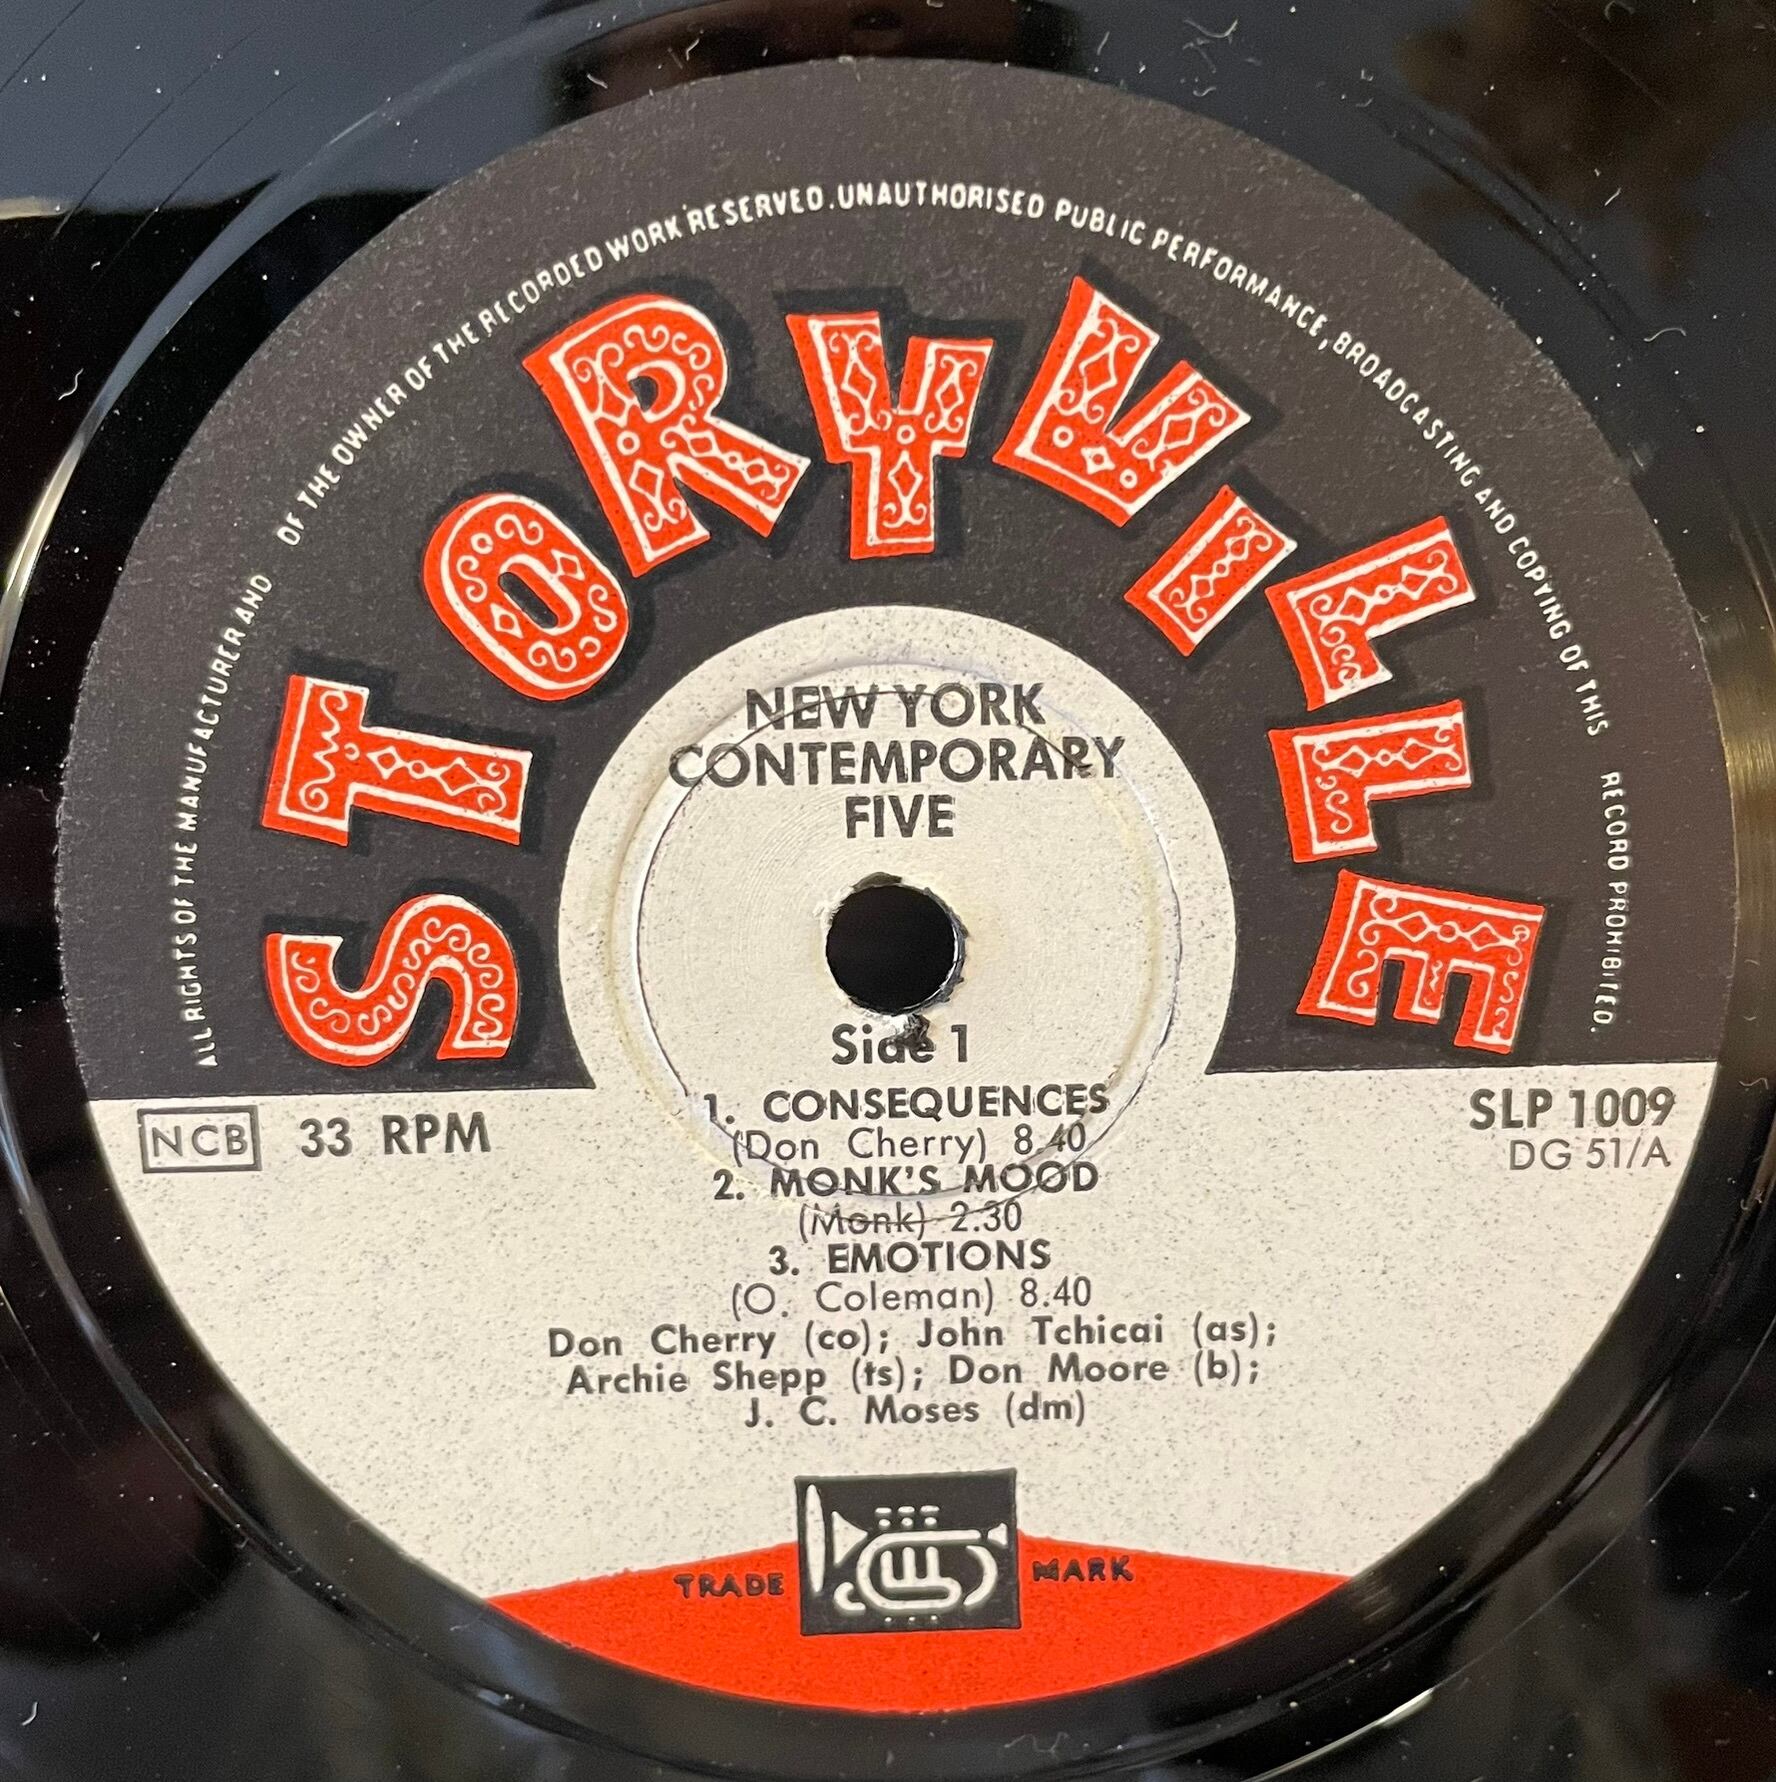 ALL RIGHTS OF THE MANUFACTURER AND OF THE OWNER OF THE RECORDED WORK RESERVED. UNAUTHORISED PUBLIC PERFORMANCE, BROADCASTING AND COPYING OF THIS RECORD PROHIBITED.
STORYVILLE
NEW YORK
CONTEMPORARY
FIVE
Side 1
NCB 33 RPM
SLP 1009
DG 51/A
1. CONSEQUENCES
(Don Cherry) 8.40
2. MONK'S MOOD
(Monk) 2.30
3. EMOTIONS
(O. Coleman) 8.40
Don Cherry (co); John Tchicai (as);
Archie Shepp (ts); Don Moore (b);
J. C. Moses (dm)
TRADE MARK